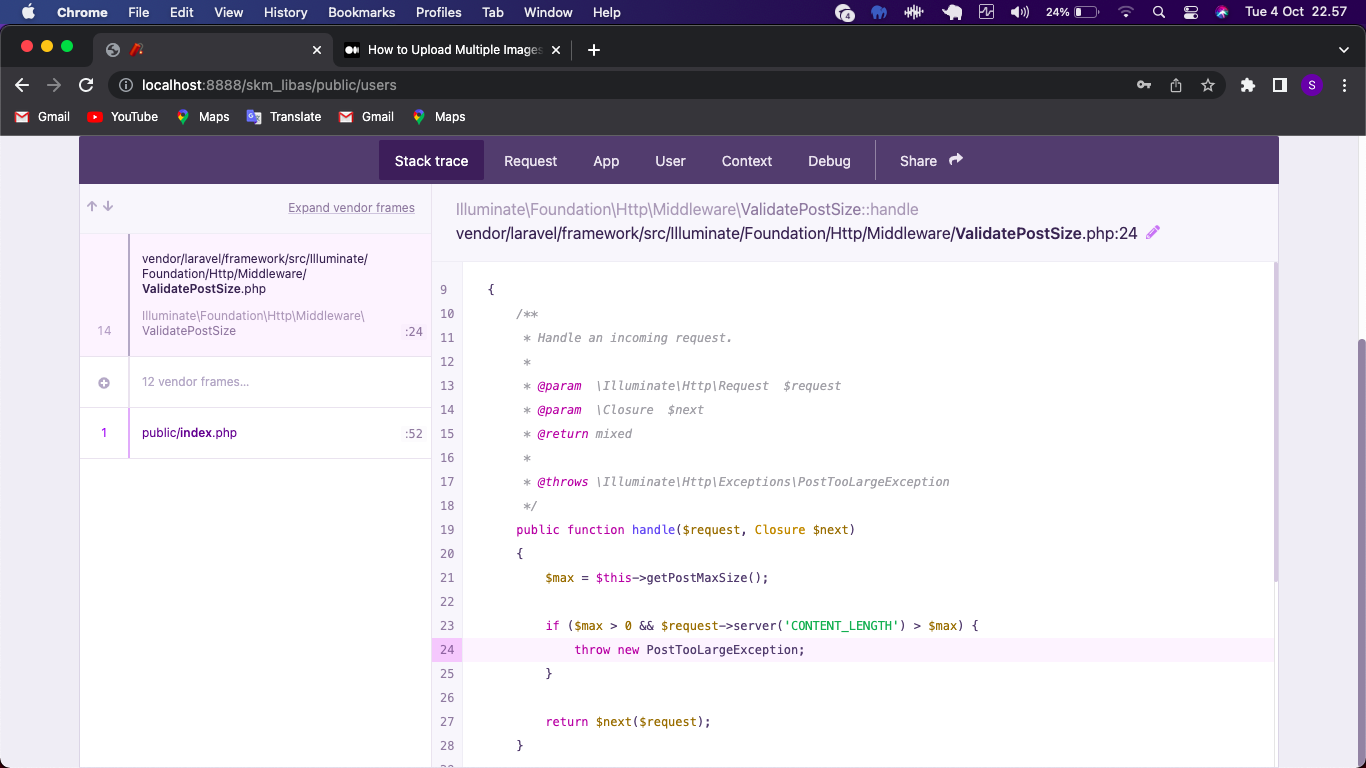 Chrome File Edit View History Bookmarks Profiles Tab Window Help 4 24% Tue 4 Oct 22.57
How to Upload Multiple Images
localhost:8888/skm_libas/public/users S
Gmail YouTube Maps Translate Gmail Maps
Stack trace Request App User Context Debug Share
Expand vendor frames
vendor/laravel/framework/src/Illuminate/
Foundation/Http/Middleware/
ValidatePostSize.php
Illuminate\Foundation\Http\Middleware\
14 ValidatePostSize :24
12 vendor frames...
1 public/index.php :52
Illuminate\Foundation\Http\Middleware\ValidatePostSize::handle
vendor/laravel/framework/src/Illuminate/Foundation/Http/Middleware/ValidatePostSize.php:24
9 {
10 /**
11 * Handle an incoming request.
12 *
13 * @param \Illuminate\Http\Request $request
14 * @param \Closure $next
15 * @return mixed
16 *
17 * @throws \Illuminate\Http\Exceptions\PostTooLargeException
18 */
19 public function handle($request, Closure $next)
20 {
21 $max = $this->getPostMaxSize();
22
23 if ($max > 0 && $request->server('CONTENT_LENGTH') > $max) {
24 throw new PostTooLargeException;
25 }
26
27 return $next($request);
28 }